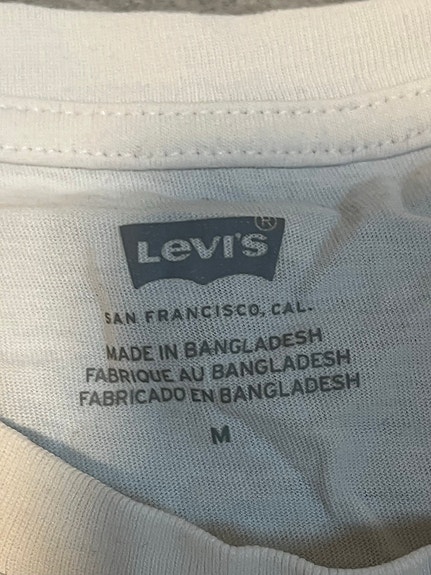 LEVI'S®
SAN FRANCISCO, CAL.
MADE IN BANGLADESH
FABRIQUE AU BANGLADESH
FABRICADO EN BANGLADESH
M